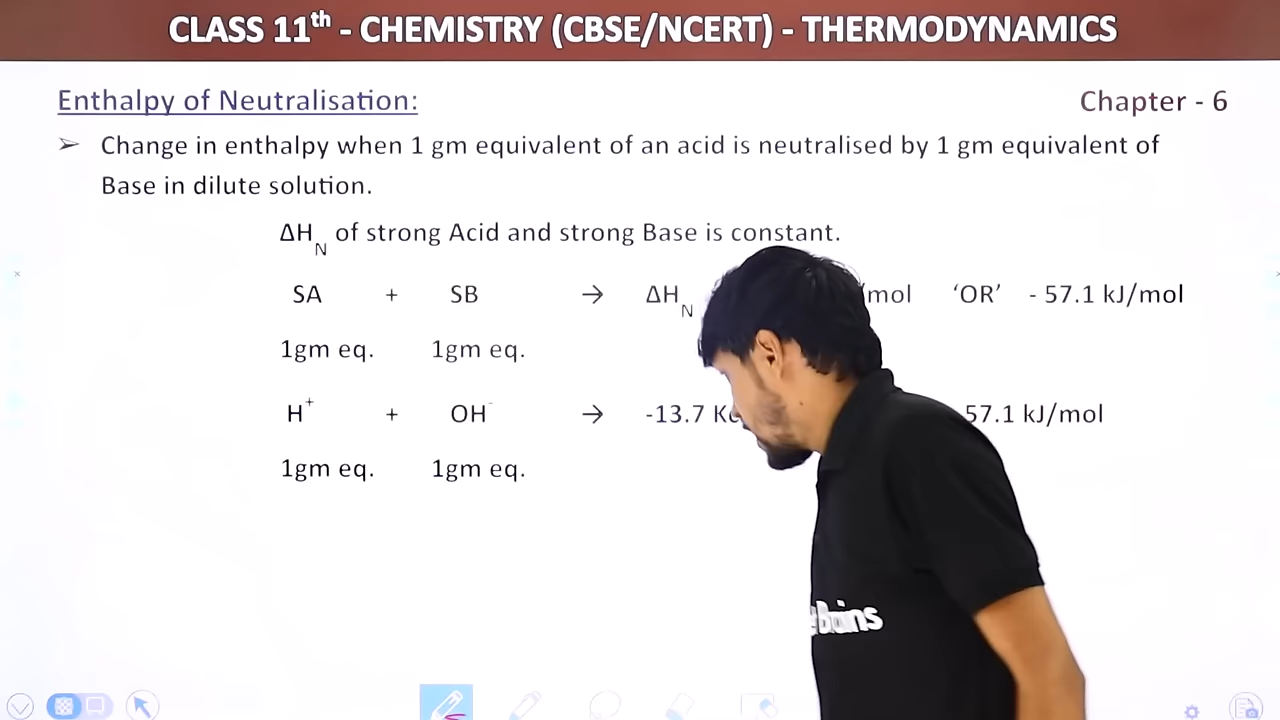 CLASS 11th - CHEMISTRY (CBSE/NCERT) - THERMODYNAMICS
Enthalpy of Neutralisation:
Chapter - 6
➢ Change in enthalpy when 1 gm equivalent of an acid is neutralised by 1 gm equivalent of
Base in dilute solution.
ΔHN of strong Acid and strong Base is constant.
SA + SB → ΔHN /mol ‘OR’ - 57.1 kJ/mol
1gm eq. 1gm eq.
H+ + OH- → -13.7 57.1 kJ/mol
1gm eq. 1gm eq.